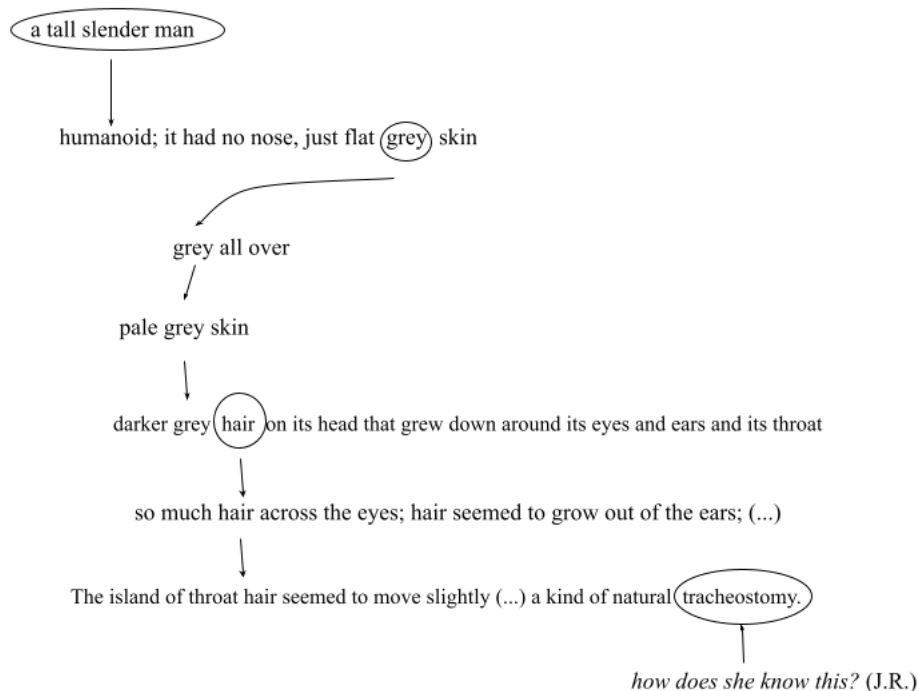 a tall slender man
humanoid; it had no nose, just flat grey skin
grey all over
pale grey skin
darker grey hair on its head that grew down around its eyes and ears and its throat
so much hair across the eyes; hair seemed to grow out of the ears; (...)
The island of throat hair seemed to move slightly (...) a kind of natural tracheostomy.
how does she know this? (J.R.)